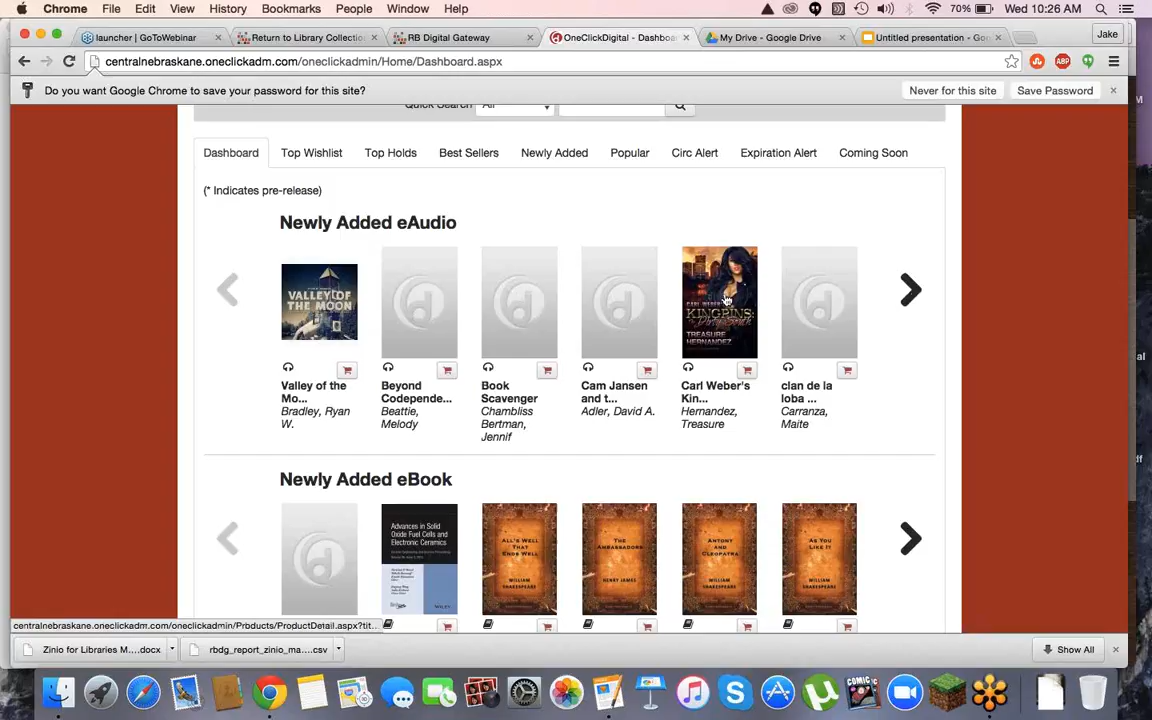 Chrome File Edit View History Bookmarks People Window Help 70% Wed 10:26 AM
launcher | GoToWebinar Return to Library Collectio RB Digital Gateway OneClickDigital - Dashboa My Drive - Google Drive Untitled presentation - Go Jake
centralnebraskane.oneclickadm.com/oneclickadmin/Home/Dashboard.aspx ABP
Do you want Google Chrome to save your password for this site? Never for this site Save Password
Quick Search All
Dashboard Top Wishlist Top Holds Best Sellers Newly Added Popular Circ Alert Expiration Alert Coming Soon
(* Indicates pre-release)
Newly Added eAudio
VALLEY OF
THE MOON
CARL WEBER'S
KINGPINS:
Dirty South
TREASURE
HERNANDEZ
Valley of the Mo... Beyond Codepende... Book Scavenger Cam Jansen and t... Carl Weber's Kin... clan de la loba ...
Bradley, Ryan W. Beattie, Melody Chambliss Bertman, Jennif Adler, David A. Hernandez, Treasure Carranza, Maite
Newly Added eBook
Advances in Solid
Oxide Fuel Cells and
Electronic Ceramics
WILEY
ALL'S WELL
THAT
ENDS WELL
WILLIAM
SHAKESPEARE
THE
AMBASSADORS
HENRY JAMES
ANTONY
AND
CLEOPATRA
WILLIAM
SHAKESPEARE
AS YOU
LIKE IT
WILLIAM
SHAKESPEARE
centralnebraskane.oneclickadm.com/oneclickadmin/Products/ProductDetail.aspx?tit...
Zinio for Libraries M....docx rbdg_report_zinio_ma....csv Show All